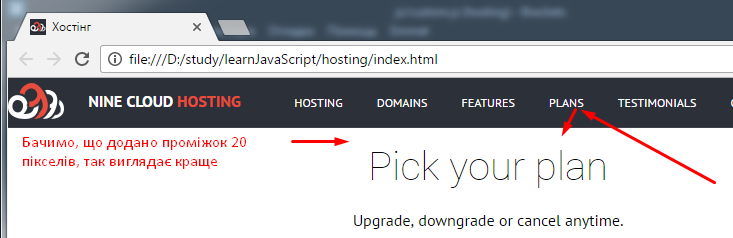 Хостінг
file:///D:/study/learnJavaScript/hosting/index.html
NINE CLOUD HOSTING HOSTING DOMAINS FEATURES PLANS TESTIMONIALS
Бачимо, що додано проміжок 20
пікселів, так виглядає краще
Pick your plan
Upgrade, downgrade or cancel anytime.